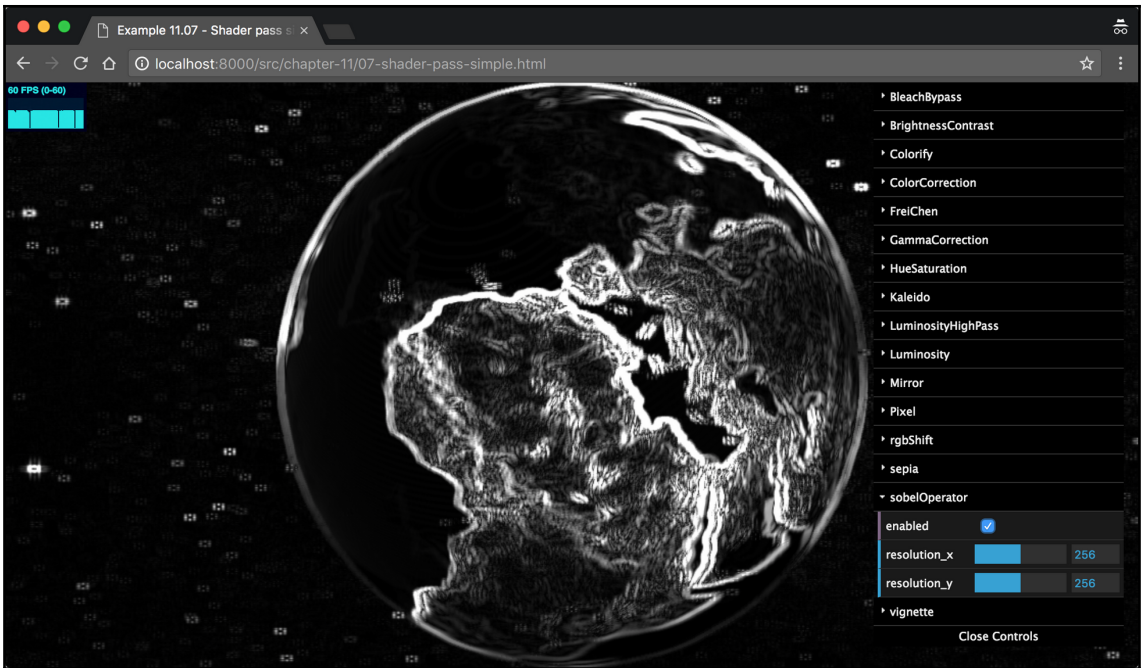 Example 11.07 - Shader pass s
localhost:8000/src/chapter-11/07-shader-pass-simple.html
60 FPS (0-60)
BleachBypass
BrightnessContrast
Colorify
ColorCorrection
FreiChen
GammaCorrection
HueSaturation
Kaleido
LuminosityHighPass
Luminosity
Mirror
Pixel
rgbShift
sepia
sobelOperator
enabled
resolution_x 256
resolution_y 256
vignette
Close Controls